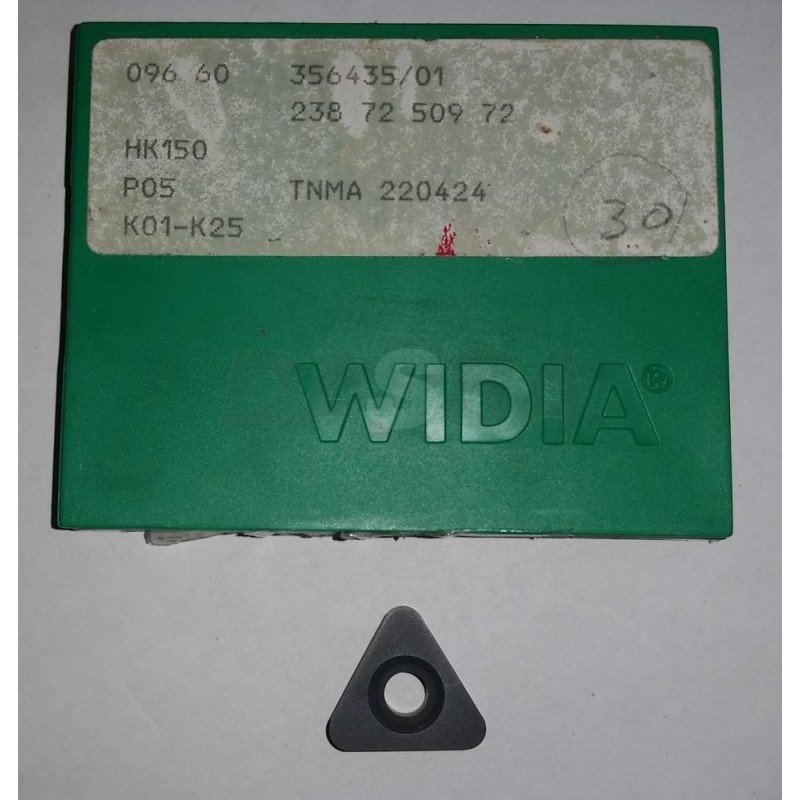 096 60 356435/01
238 72 509 72
HK150
P05 TNMA 220424
K01-K25
30
WIDIA®